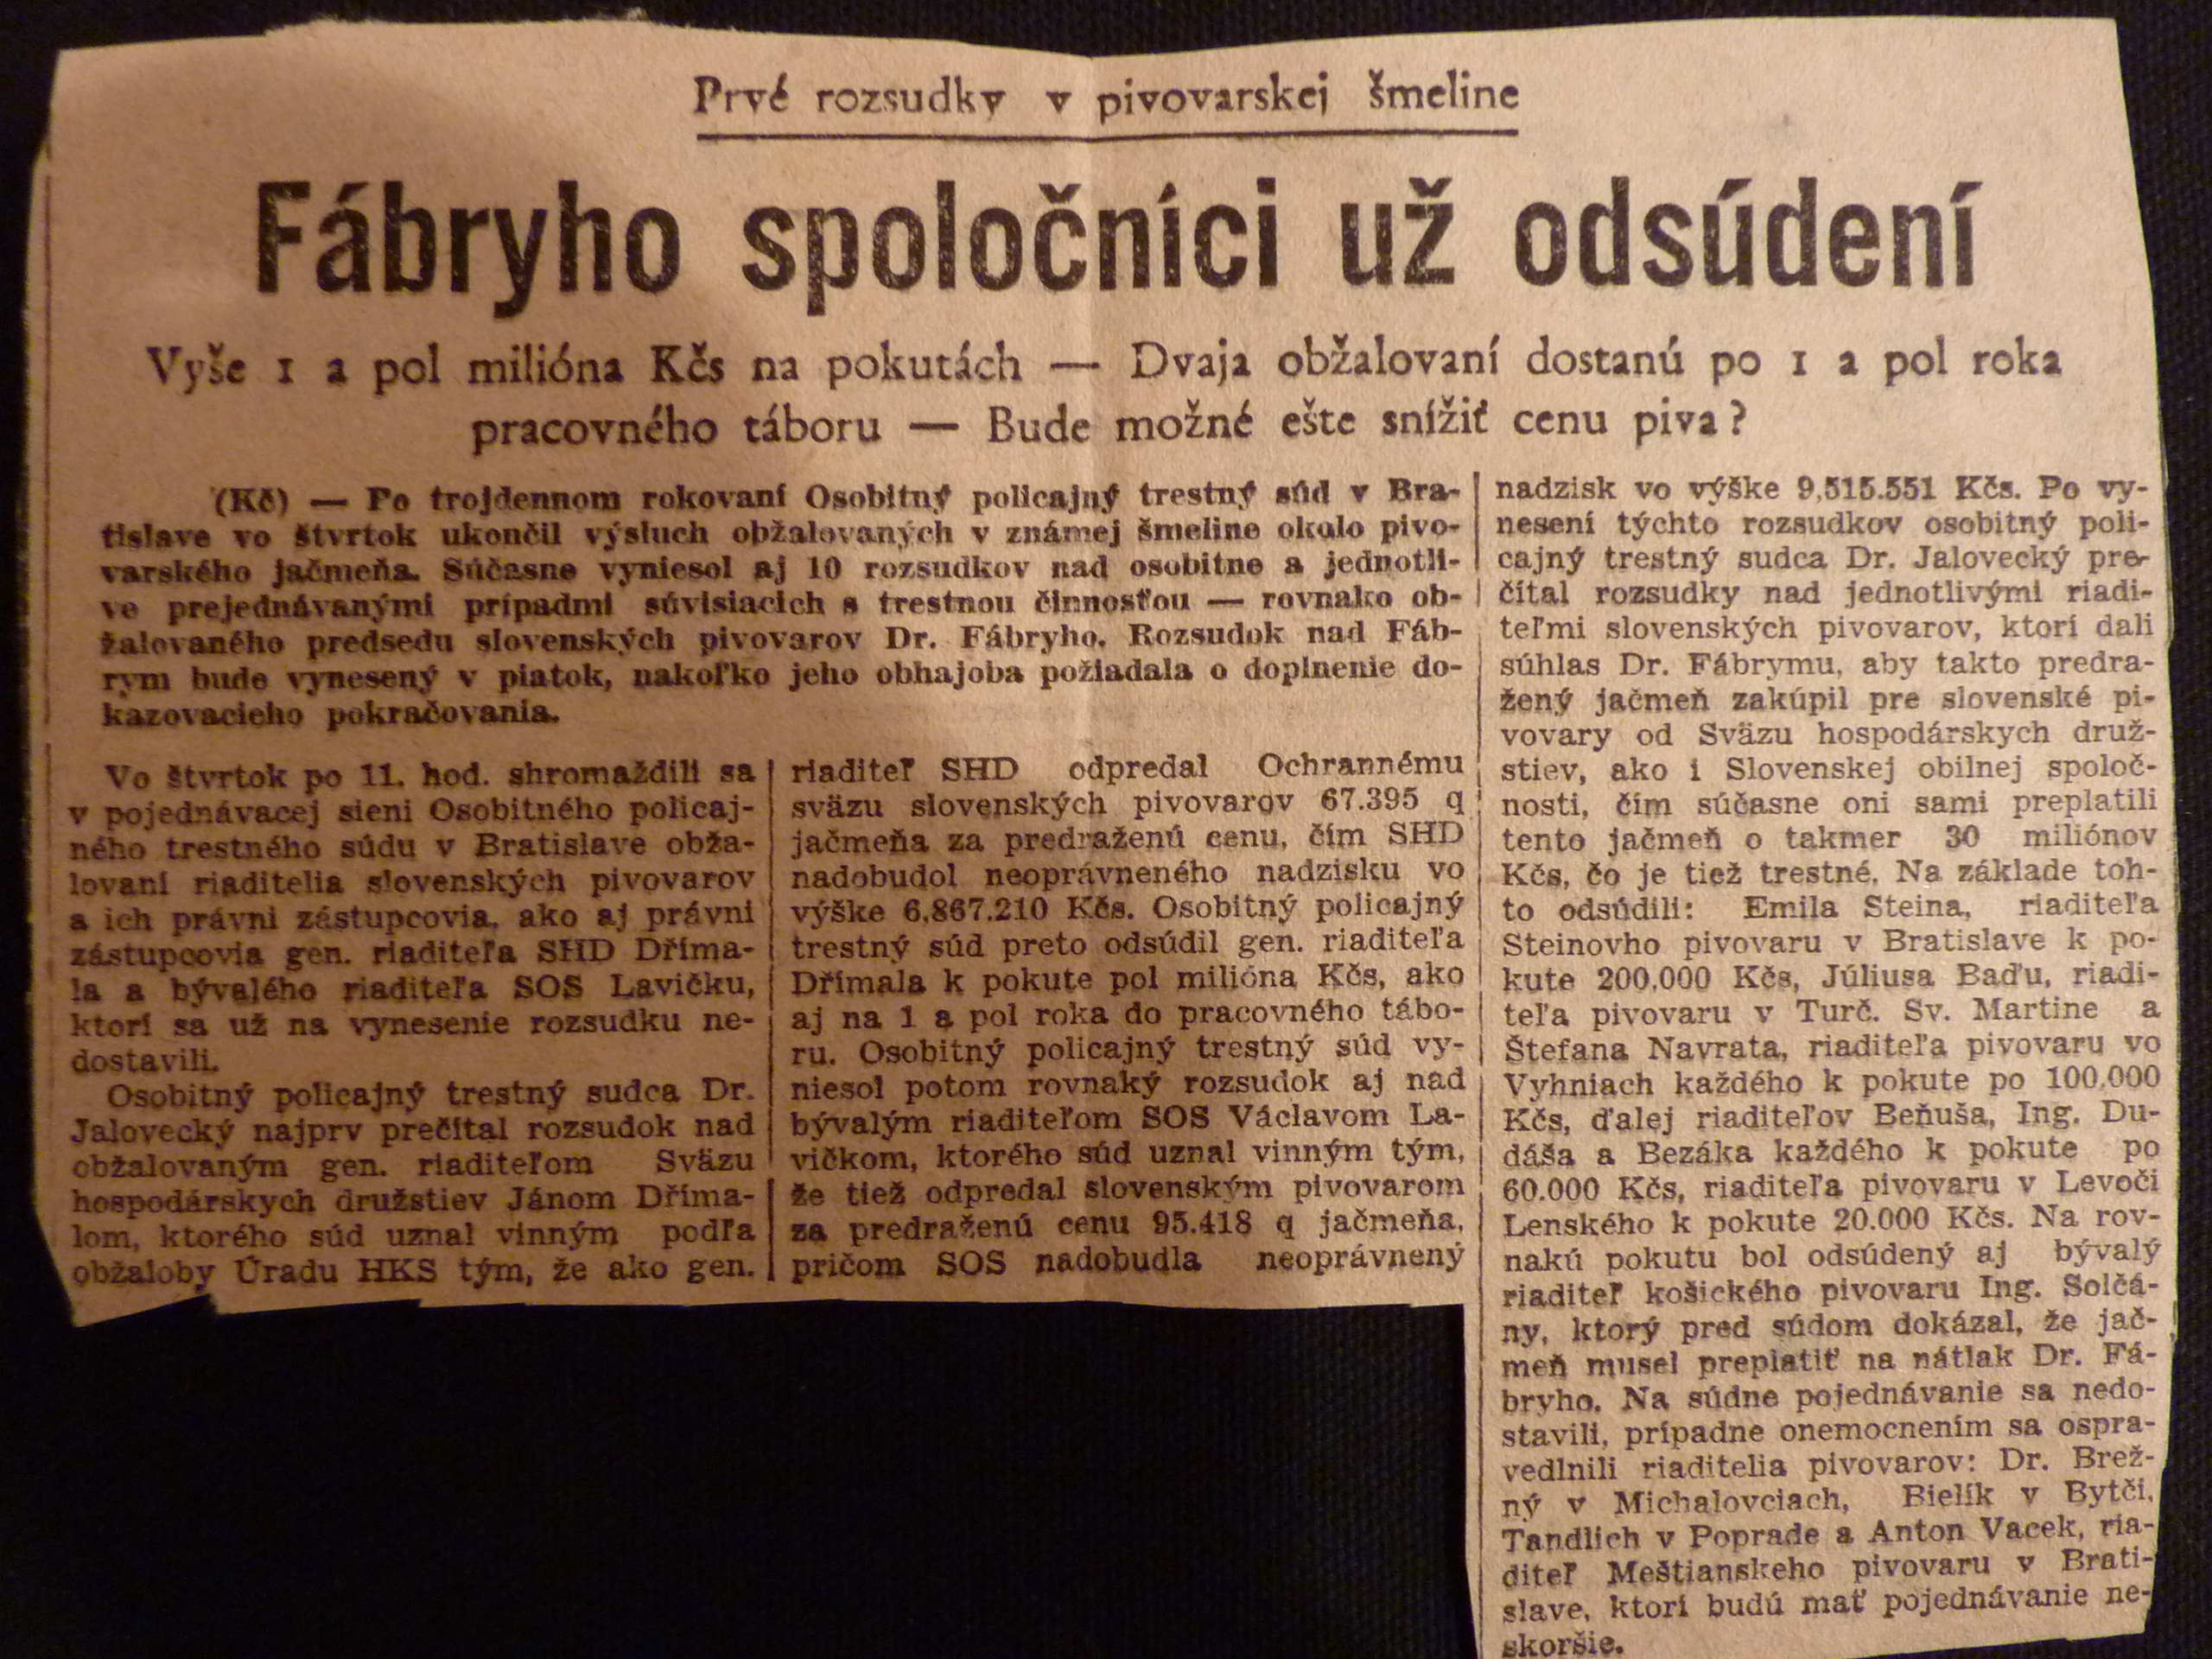 Prvé rozsudky v pivovarskej šmeline
Fábryho spoločníci už odsúdení
Vyše 1 a pol milióna Kčs na pokutách — Dvaja obžalovaní dostanú po 1 a pol roka
pracovného táboru — Bude možné ešte snížiť cenu piva?
(Kč) — Po trojdennom rokovaní Osobitný policajný trestný súd v Bra-
tislave vo štvrtok ukončil výsluch obžalovaných v známej šmeline okolo pivo-
varského jačmeňa. Súčasne vyniesol aj 10 rozsudkov nad osobitne a jednotli-
ve prejednávanými prípadmi súvisiacich s trestnou činnosťou — rovnako ob-
žalovaného predsedu slovenských pivovarov Dr. Fábryho. Rozsudok nad Fáb-
rym bude vynesený v piatok, nakoľko jeho obhajoba požiadala o doplnenie do-
kazovacieho pokračovania.
Vo štvrtok po 11. hod. shromaždili sa
v pojednávacej sieni Osobitného policaj-
ného trestného súdu v Bratislave obža-
lovaní riaditelia slovenských pivovarov
a ich právni zástupcovia, ako aj právni
zástupcovia gen. riaditeľa SHD Dříma-
la a bývalého riaditeľa SOS Lavičku,
ktorí sa už na vynesenie rozsudku ne-
dostavili.
Osobitný policajný trestný sudca Dr.
Jalovecký najprv prečítal rozsudok nad
obžalovaným gen. riaditeľom Sväzu
hospodárskych družstiev Jánom Dříma-
lom, ktorého súd uznal vinným podľa
obžaloby Úradu HKS tým, že ako gen.
riaditeľ SHD odpredal Ochrannému
sväzu slovenských pivovarov 67.395 q
jačmeňa za predraženú cenu, čím SHD
nadobudol neoprávneného nadzisku vo
výške 6,867.210 Kčs. Osobitný policajný
trestný súd preto odsúdil gen. riaditeľa
Dřímala k pokute pol milióna Kčs, ako
aj na 1 a pol roka do pracovného tábo-
ru. Osobitný policajný trestný súd vy-
niesol potom rovnaký rozsudok aj nad
bývalým riaditeľom SOS Václavom La-
vičkom, ktorého súd uznal vinným tým,
že tiež odpredal slovenským pivovarom
za predraženú cenu 95.418 q jačmeňa,
pričom SOS nadobudla neoprávnený
nadzisk vo výške 9,515.551 Kčs. Po vy-
nesení týchto rozsudkov osobitný poli-
cajný trestný sudca Dr. Jalovecký pre-
čítal rozsudky nad jednotlivými riadi-
teľmi slovenských pivovarov, ktorí dali
súhlas Dr. Fábrymu, aby takto predra-
žený jačmeň zakúpil pre slovenské pi-
vovary od Sväzu hospodárskych druž-
stiev, ako i Slovenskej obilnej spoloč-
nosti, čím súčasne oni sami preplatili
tento jačmeň o takmer 30 miliónov
Kčs, čo je tiež trestné. Na základe toh-
to odsúdili: Emila Steina, riaditeľa
Steinovho pivovaru v Bratislave k po-
kute 200.000 Kčs, Júliusa Baďu, riadi-
teľa pivovaru v Turč. Sv. Martine a
Štefana Navrata, riaditeľa pivovaru vo
Vyhniach každého k pokute po 100.000
Kčs, ďalej riaditeľov Beňuša, Ing. Du-
dáša a Bezáka každého k pokute po
60.000 Kčs, riaditeľa pivovaru v Levoči
Lenského k pokute 20.000 Kčs. Na rov-
nakú pokutu bol odsúdený aj bývalý
riaditeľ košického pivovaru Ing. Solčá-
ny, ktorý pred súdom dokázal, že jač-
meň musel preplatiť na nátlak Dr. Fá-
bryho. Na súdne pojednávanie sa nedo-
stavili, prípadne onemocnením sa ospra-
vedlnili riaditelia pivovarov: Dr. Brež-
ný v Michalovciach, Bielik v Bytči,
Tandlich v Poprade a Anton Vacek, ria-
diteľ Meštianskeho pivovaru v Brati-
slave, ktorí budú mať pojednávanie ne-
skoršie.